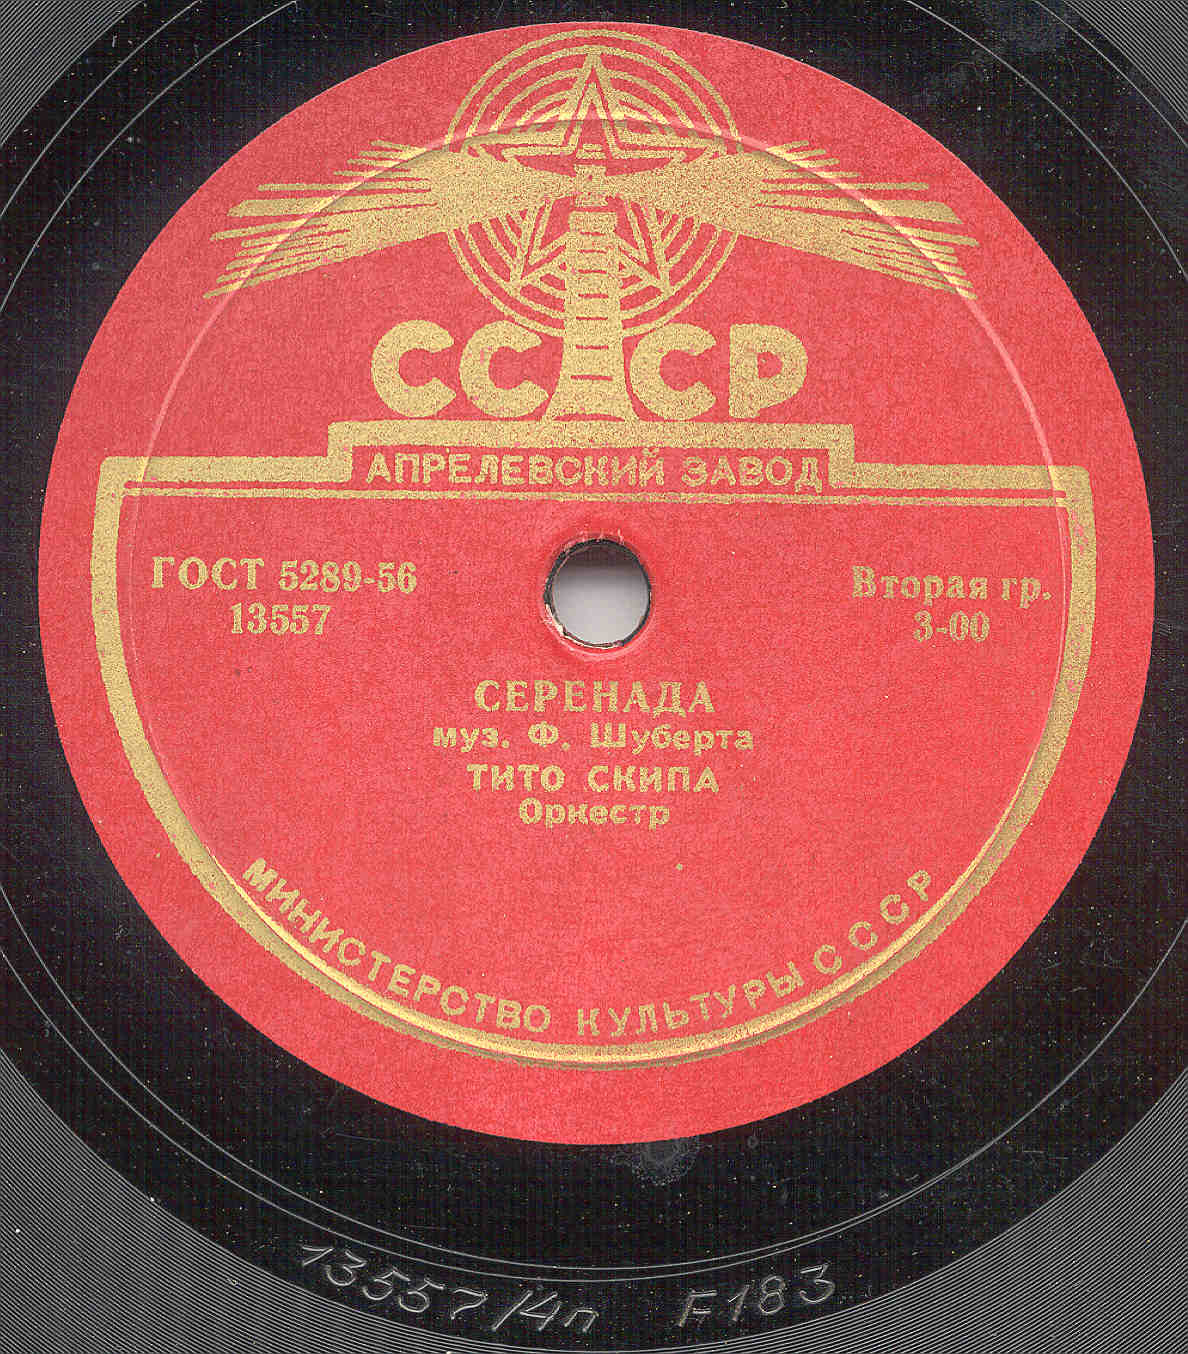 СССР
АПРЕЛЕВСКИЙ ЗАВОД
ГОСТ 5289-56
13557
Вторая гр.
3-00
СЕРЕНАДА
муз. Ф. Шуберта
ТИТО СКИПА
Оркестр
МИНИСТЕРСТВО КУЛЬТУРЫ СССР
13557/4п F183